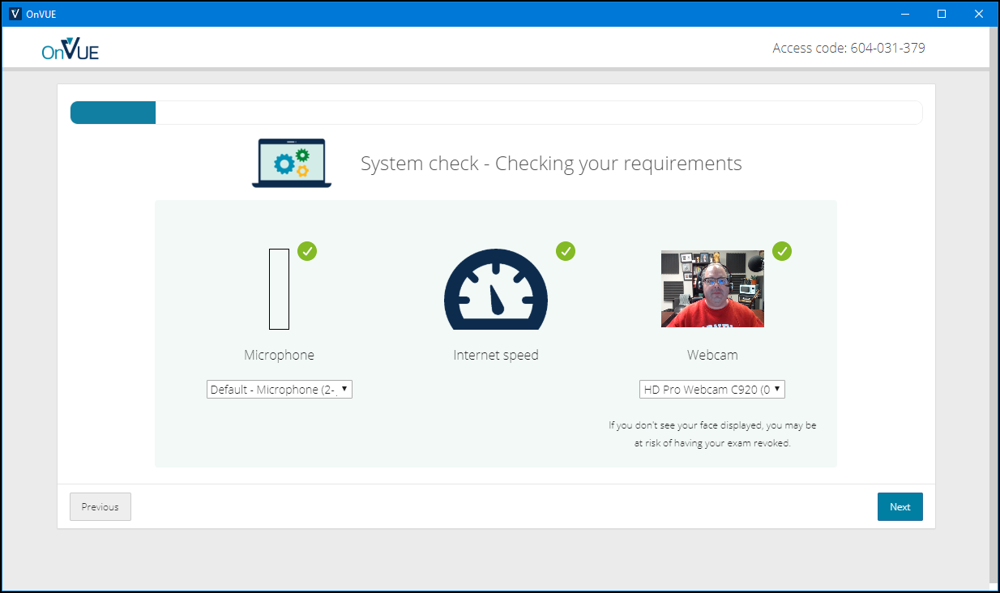 OnVUE
OnVUE
Access code: 604-031-379
System check - Checking your requirements
Microphone
Internet speed
Webcam
Default - Microphone (2-
HD Pro Webcam C920 (0
If you don't see your face displayed, you may be
at risk of having your exam revoked.
Previous
Next